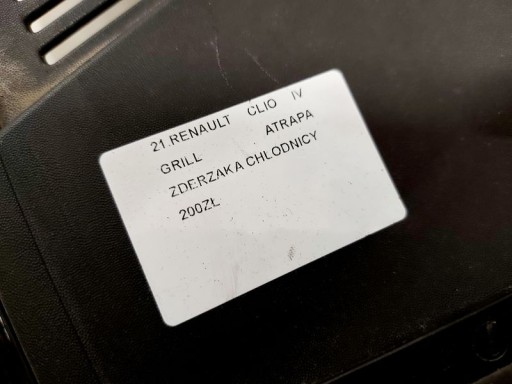 21.RENAULT CLIO IV
GRILL ATRAPA
ZDERZAKA CHŁODNICY
200ZŁ